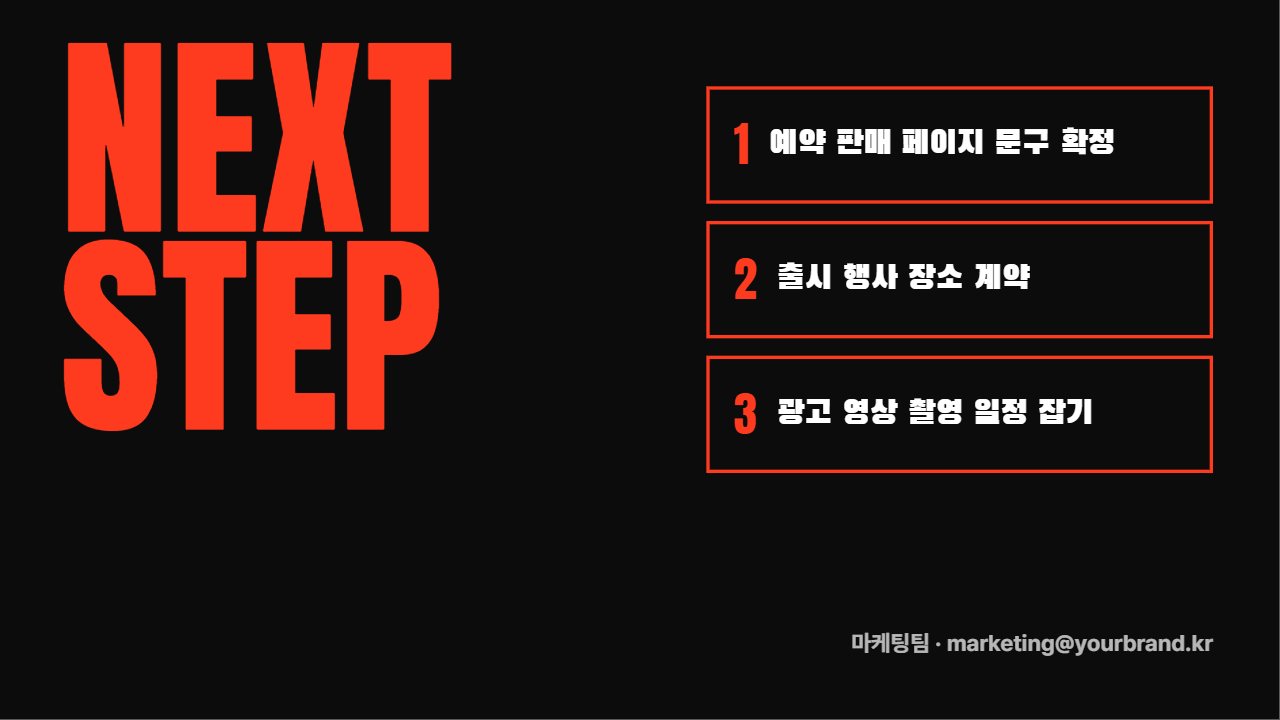 NEXT
STEP
1 예약 판매 페이지 문구 확정
2 출시 행사 장소 계약
3 광고 영상 촬영 일정 잡기
마케팅팀 · marketing@yourbrand.kr